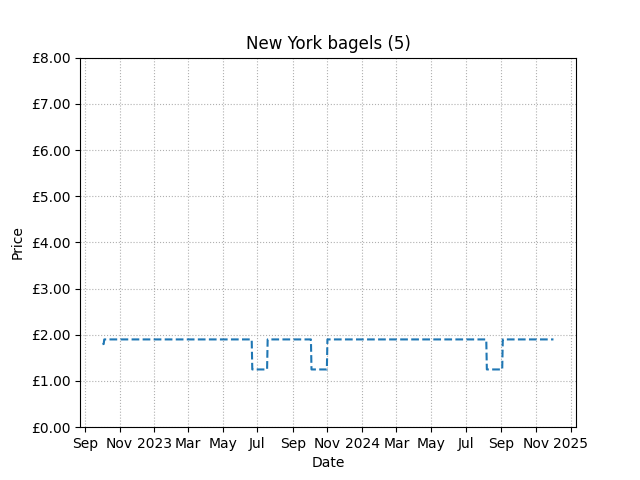 New York bagels (5)
£8.00
£7.00
£6.00
£5.00
£4.00
£3.00
£2.00
£1.00
£0.00
Price
Sep Nov 2023 Mar May Jul Sep Nov 2024 Mar May Jul Sep Nov 2025
Date